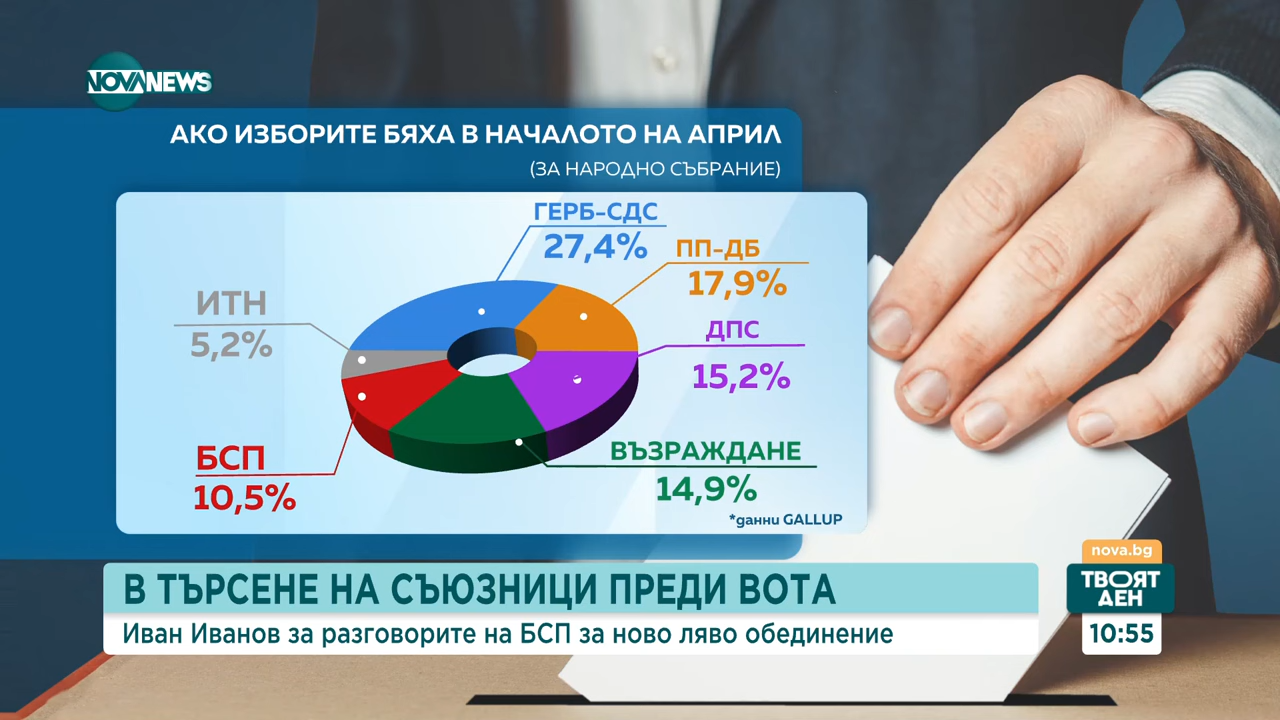 NOVANEWS
АКО ИЗБОРИТЕ БЯХА В НАЧАЛОТО НА АПРИЛ
(ЗА НАРОДНО СЪБРАНИЕ)
ГЕРБ-СДС
27,4%
ПП-ДБ
17,9%
ИТН
5,2%
ДПС
15,2%
БСП
10,5%
ВЪЗРАЖДАНЕ
14,9%
*данни GALLUP
nova.bg
ТВОЯТ
ДЕН
10:55
В ТЪРСЕНЕ НА СЪЮЗНИЦИ ПРЕДИ ВОТА
Иван Иванов за разговорите на БСП за ново ляво обединение